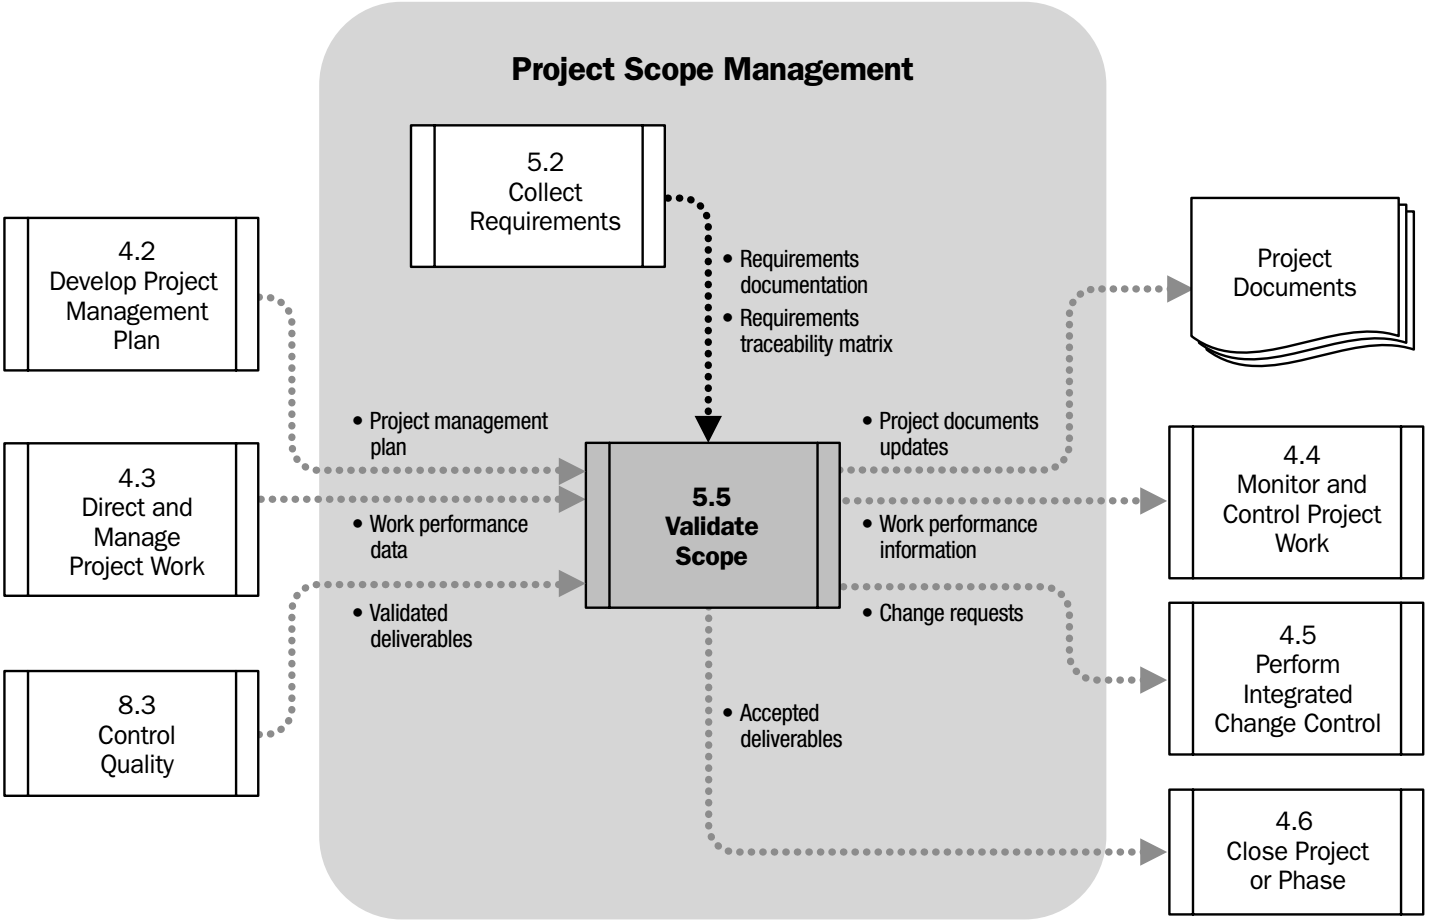 Project Scope Management
5.2
Collect
Requirements
4.2
Develop Project
Management
Plan
• Requirements
documentation
• Requirements
traceability matrix
Project
Documents
• Project management
plan
• Project documents
updates
4.3
Direct and
Manage
Project Work
5.5
Validate
Scope
4.4
Monitor and
Control Project
Work
• Work performance
data
• Work performance
information
• Validated
deliverables
• Change requests
4.5
Perform
Integrated
Change Control
8.3
Control
Quality
• Accepted
deliverables
4.6
Close Project
or Phase